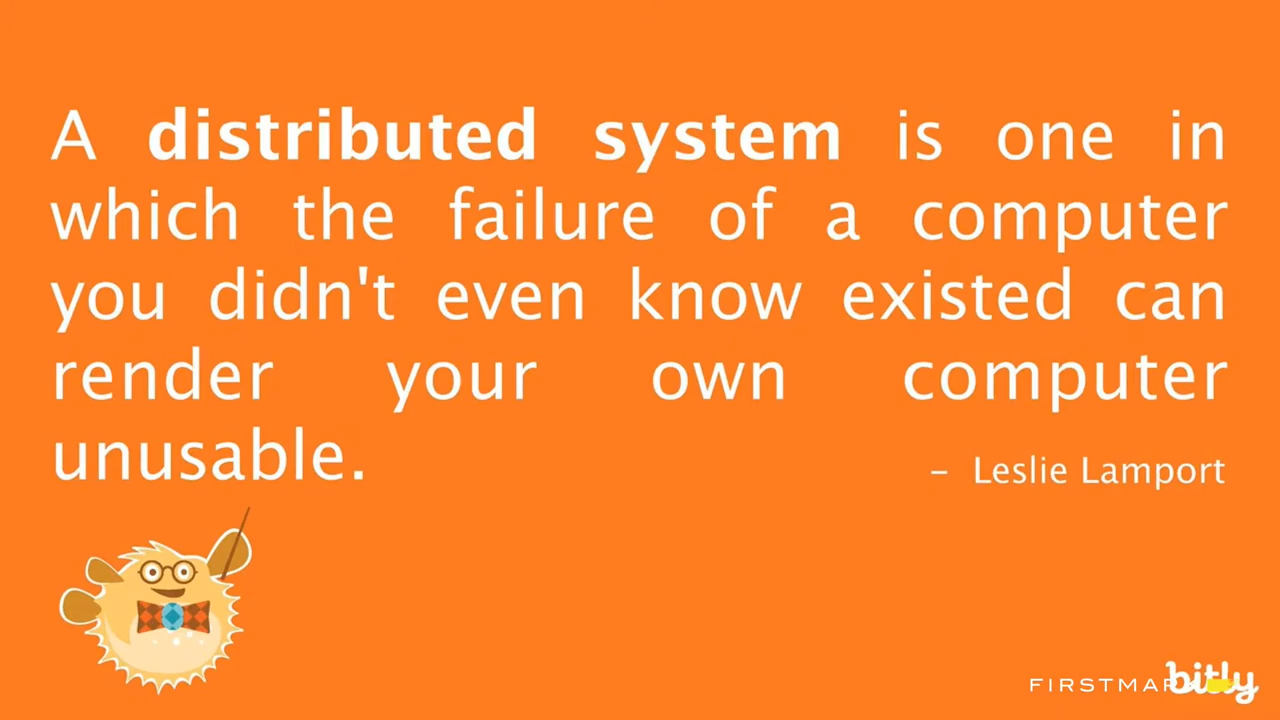 A distributed system is one in
which the failure of a computer
you didn't even know existed can
render your own computer
unusable.
– Leslie Lamport
FIRSTMARK
bitly